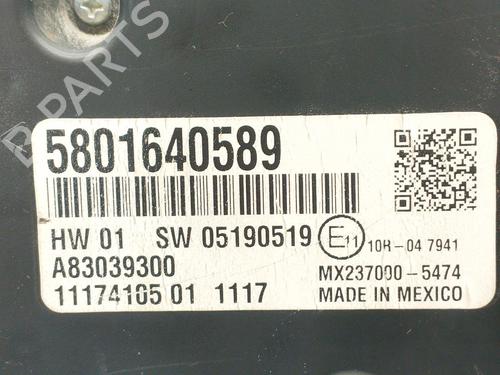 B PARTS
5801640589
HW 01 SW 05190519 E11 10R-04 7941
A83039300 MX237000-5474
11174105 01 1117 MADE IN MEXICO